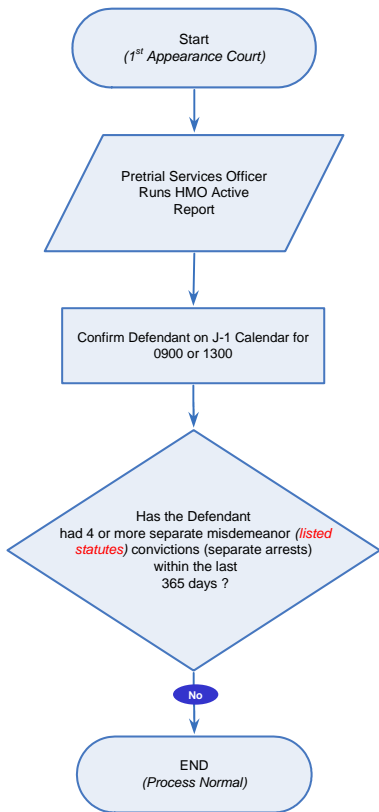 Start
(1st Appearance Court)
Pretrial Services Officer
Runs HMO Active
Report
Confirm Defendant on J-1 Calendar for
0900 or 1300
Has the Defendant
had 4 or more separate misdemeanor (listed
statutes) convictions (separate arrests)
within the last
365 days ?
No
END
(Process Normal)